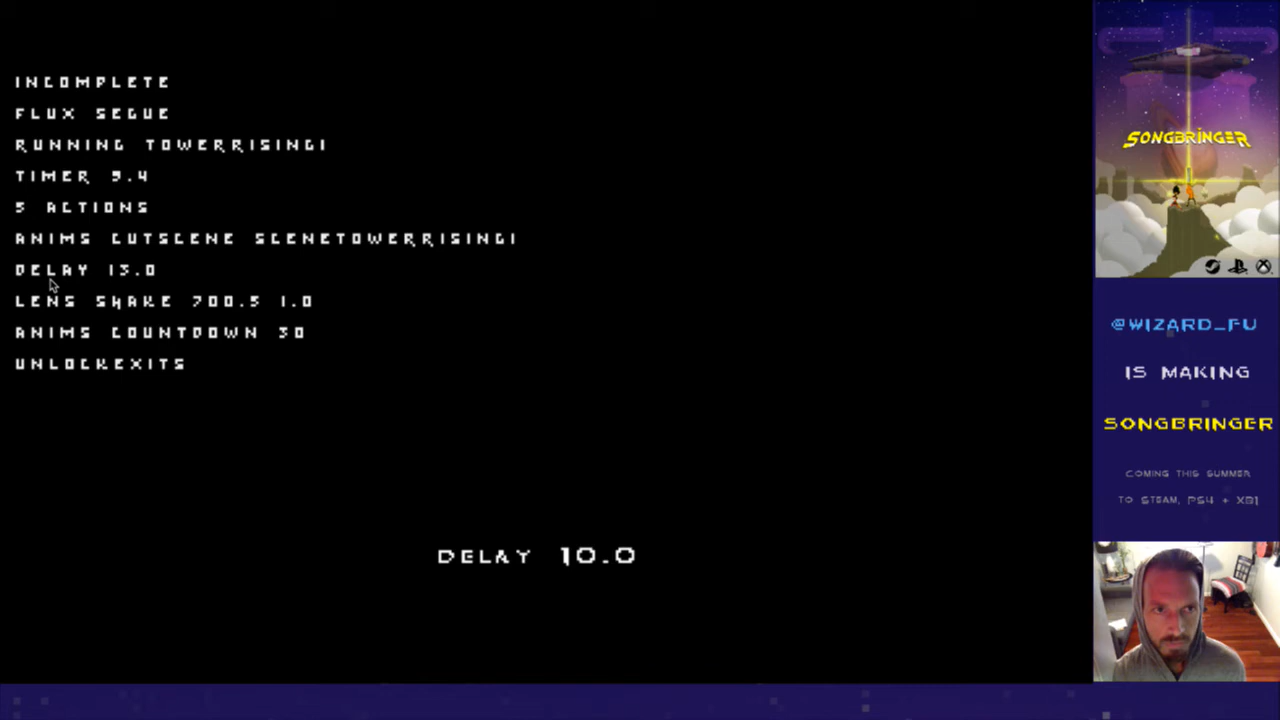 INCOMPLETE
FLUX SEGUE
RUNNING TOWERRISING1
TIMER 9.4
5 ACTIONS
ANIMS CUTSCENE SCENETOWERRISING1
DELAY 13.0
LENS SHAKE 700.5 1.0
ANIMS COUNTDOWN 30
UNLOCKEXITS
DELAY 10.0
SONGBRINGER
@WIZARD_FU
IS MAKING
SONGBRINGER
COMING THIS SUMMER
TO STEAM, PS4 + XB1